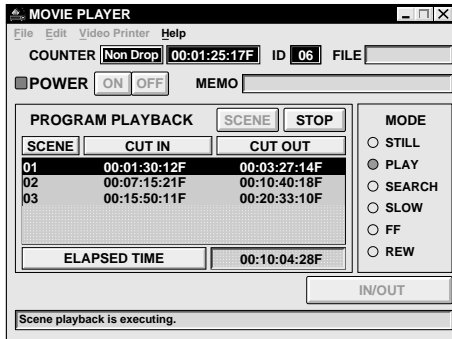 MOVIE PLAYER
File Edit Video Printer Help
COUNTER Non Drop 00:01:25:17F ID 06 FILE
POWER ON OFF MEMO
PROGRAM PLAYBACK SCENE STOP
SCENE CUT IN CUT OUT
01 00:01:30:12F 00:03:27:14F
02 00:07:15:21F 00:10:40:18F
03 00:15:50:11F 00:20:33:10F
ELAPSED TIME 00:10:04:28F
MODE
STILL
PLAY
SEARCH
SLOW
FF
REW
IN/OUT
Scene playback is executing.